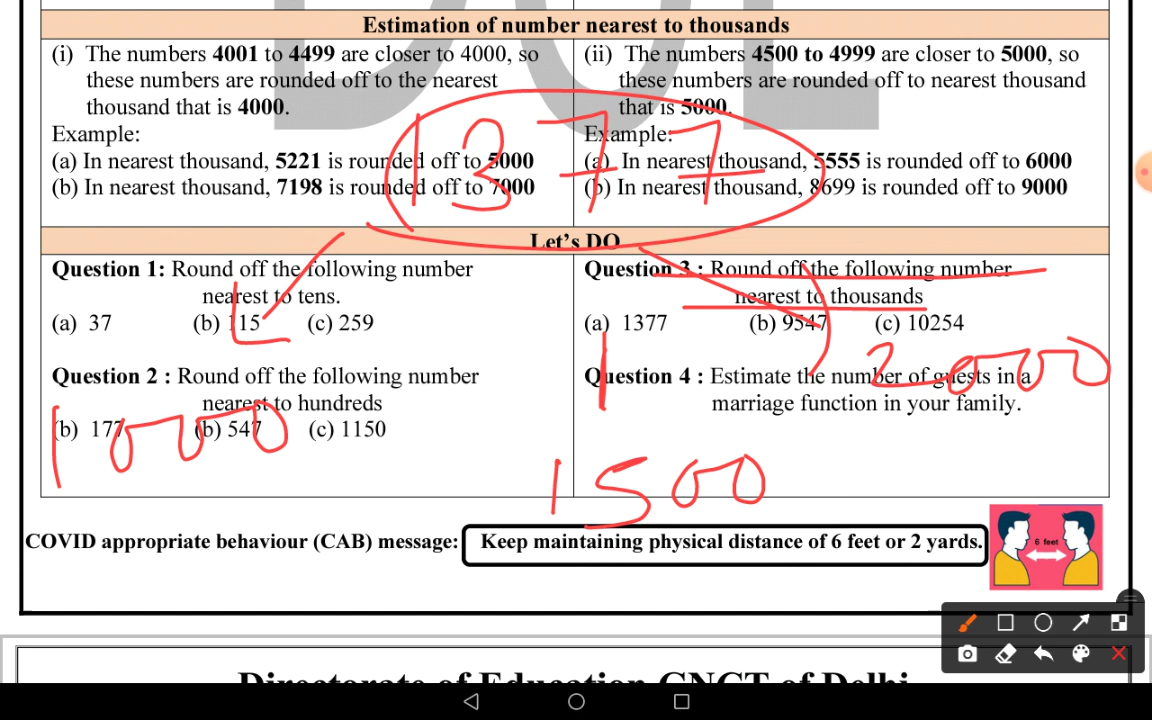 Estimation of number nearest to thousands
(i) The numbers 4001 to 4499 are closer to 4000, so
these numbers are rounded off to the nearest
thousand that is 4000.
Example:
(a) In nearest thousand, 5221 is rounded off to 5000
(b) In nearest thousand, 7198 is rounded off to 7000
(ii) The numbers 4500 to 4999 are closer to 5000, so
these numbers are rounded off to nearest thousand
that is 5000.
Example:
(a) In nearest thousand, 5555 is rounded off to 6000
(b) In nearest thousand, 8699 is rounded off to 9000
1377
Let's DO
Question 1: Round off the following number
nearest to tens.
(a) 37 (b) 115 (c) 259
Question 2 : Round off the following number
nearest to hundreds
(b) 177 (b) 547 (c) 1150
1000
Question 3 : Round off the following number
nearest to thousands
(a) 1377 (b) 9547 (c) 10254
2000
Question 4 : Estimate the number of guests in a
marriage function in your family.
1500
COVID appropriate behaviour (CAB) message: Keep maintaining physical distance of 6 feet or 2 yards.
6 feet
Directorate of Education GNCT of Delhi